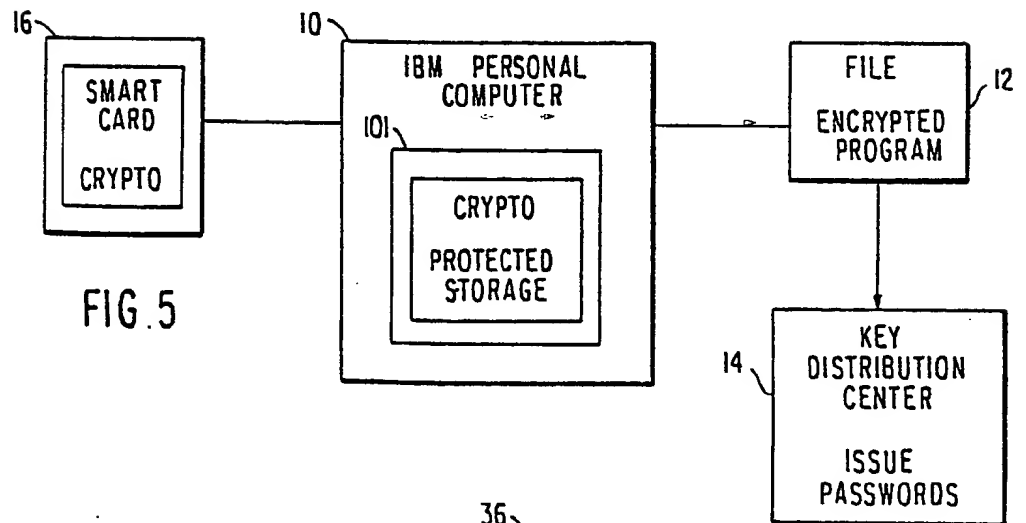 16
SMART
CARD
CRYPTO
10
IBM PERSONAL
COMPUTER
101
CRYPTO
PROTECTED
STORAGE
FILE
ENCRYPTED
PROGRAM
12
KEY
DISTRIBUTION
CENTER
ISSUE
PASSWORDS
14
FIG.5
36